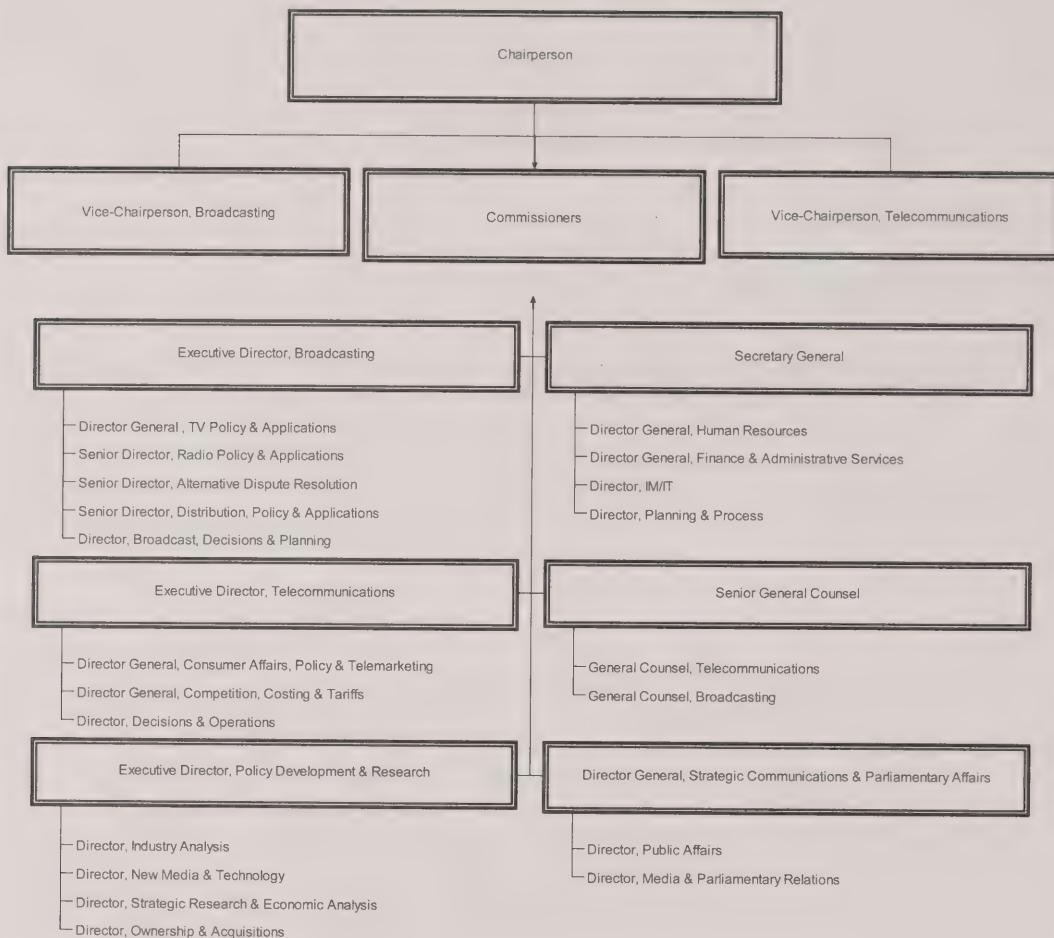 Chairperson
Vice-Chairperson, Broadcasting
Commissioners
Vice-Chairperson, Telecommunications
Executive Director, Broadcasting
Director General , TV Policy & Applications
Senior Director, Radio Policy & Applications
Senior Director, Alternative Dispute Resolution
Senior Director, Distribution, Policy & Applications
Director, Broadcast, Decisions & Planning
Secretary General
Director General, Human Resources
Director General, Finance & Administrative Services
Director, IM/IT
Director, Planning & Process
Executive Director, Telecommunications
Director General, Consumer Affairs, Policy & Telemarketing
Director General, Competition, Costing & Tariffs
Director, Decisions & Operations
Senior General Counsel
General Counsel, Telecommunications
General Counsel, Broadcasting
Executive Director, Policy Development & Research
Director, Industry Analysis
Director, New Media & Technology
Director, Strategic Research & Economic Analysis
Director, Ownership & Acquisitions
Director General, Strategic Communications & Parliamentary Affairs
Director, Public Affairs
Director, Media & Parliamentary Relations